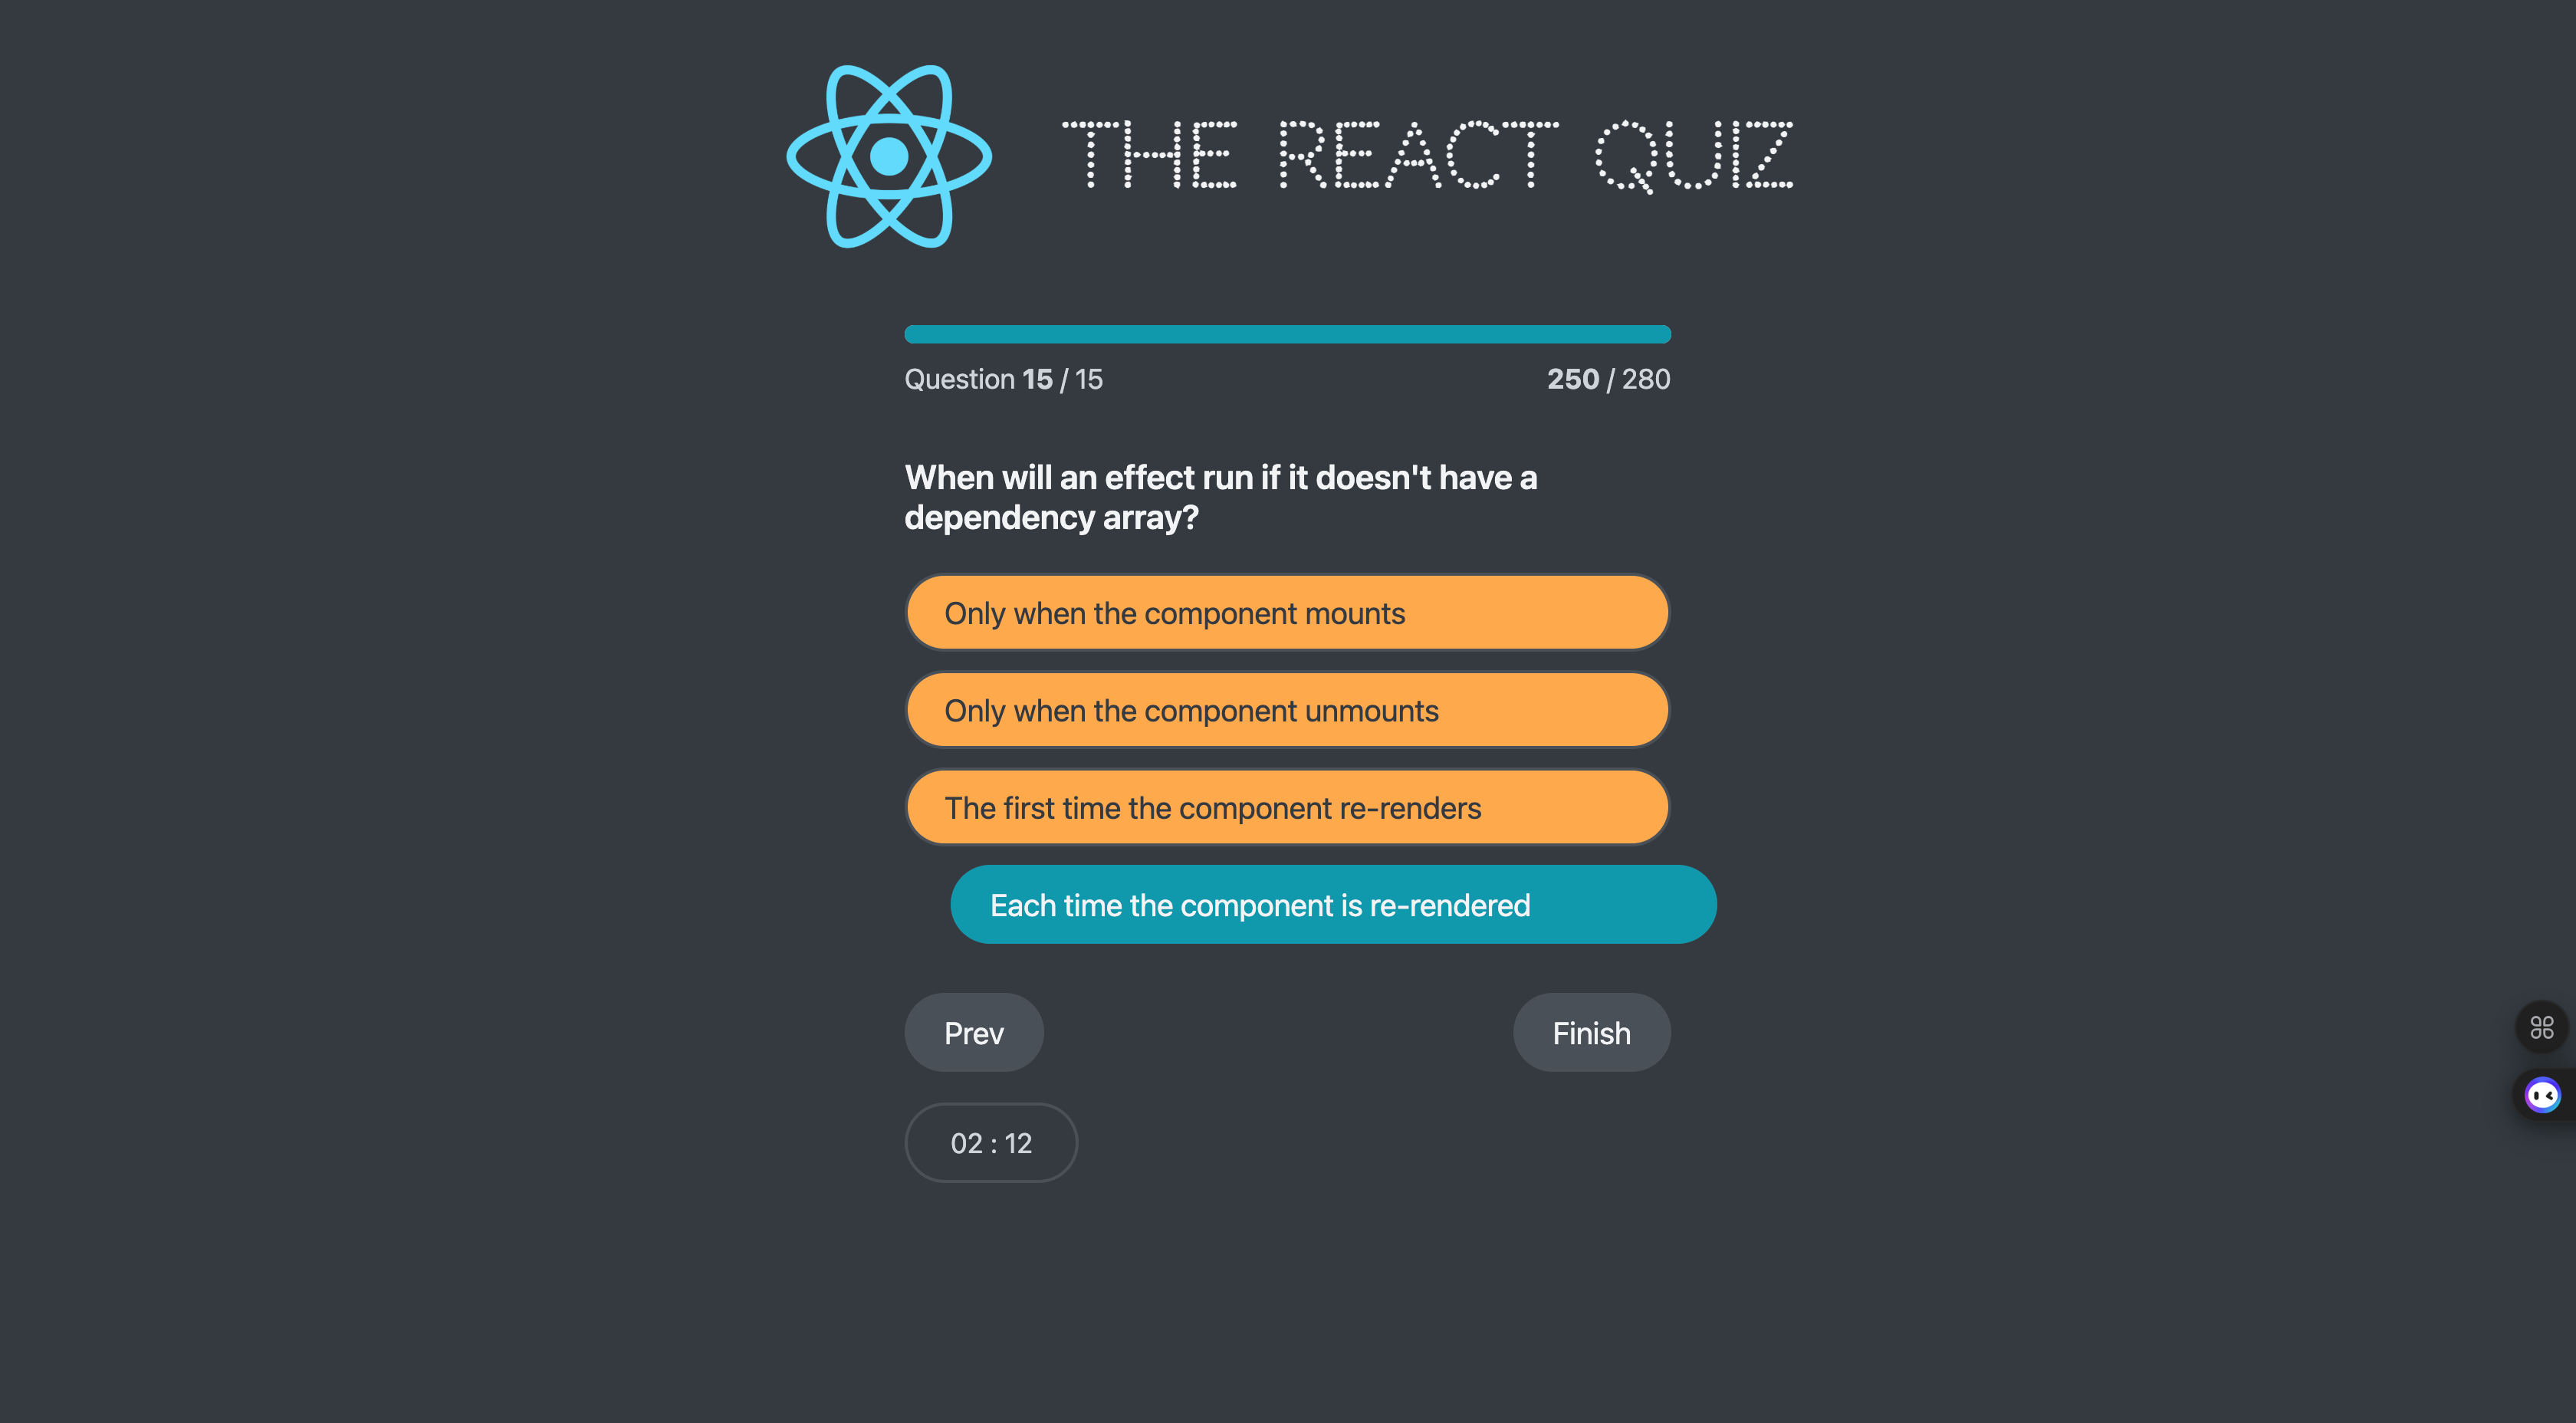 THE REACT QUIZ
Question 15 / 15
250 / 280
When will an effect run if it doesn't have a
dependency array?
Only when the component mounts
Only when the component unmounts
The first time the component re-renders
Each time the component is re-rendered
Prev
Finish
02 : 12